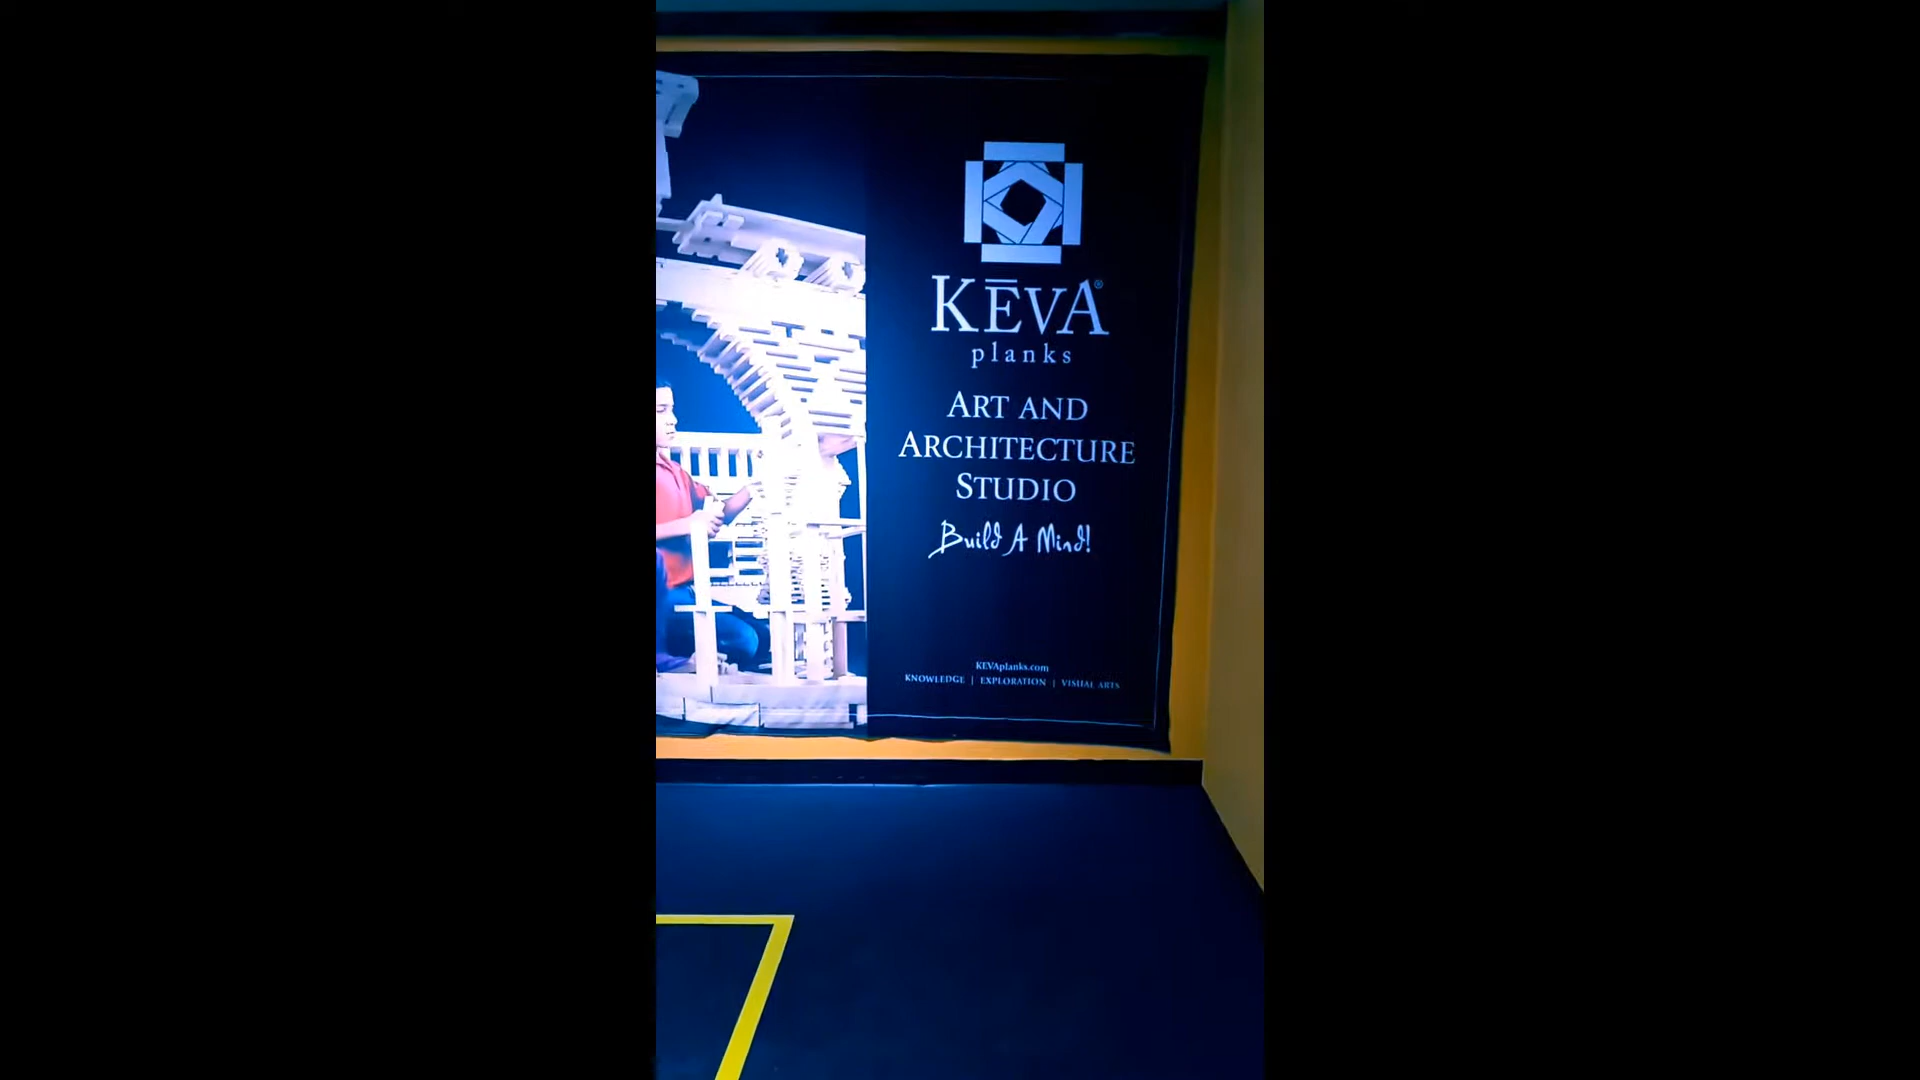 KĒVA®
planks
ART AND
ARCHITECTURE
STUDIO
Build A Mind!
KEVAplanks.com
KNOWLEDGE | EXPLORATION | VISUAL ARTS